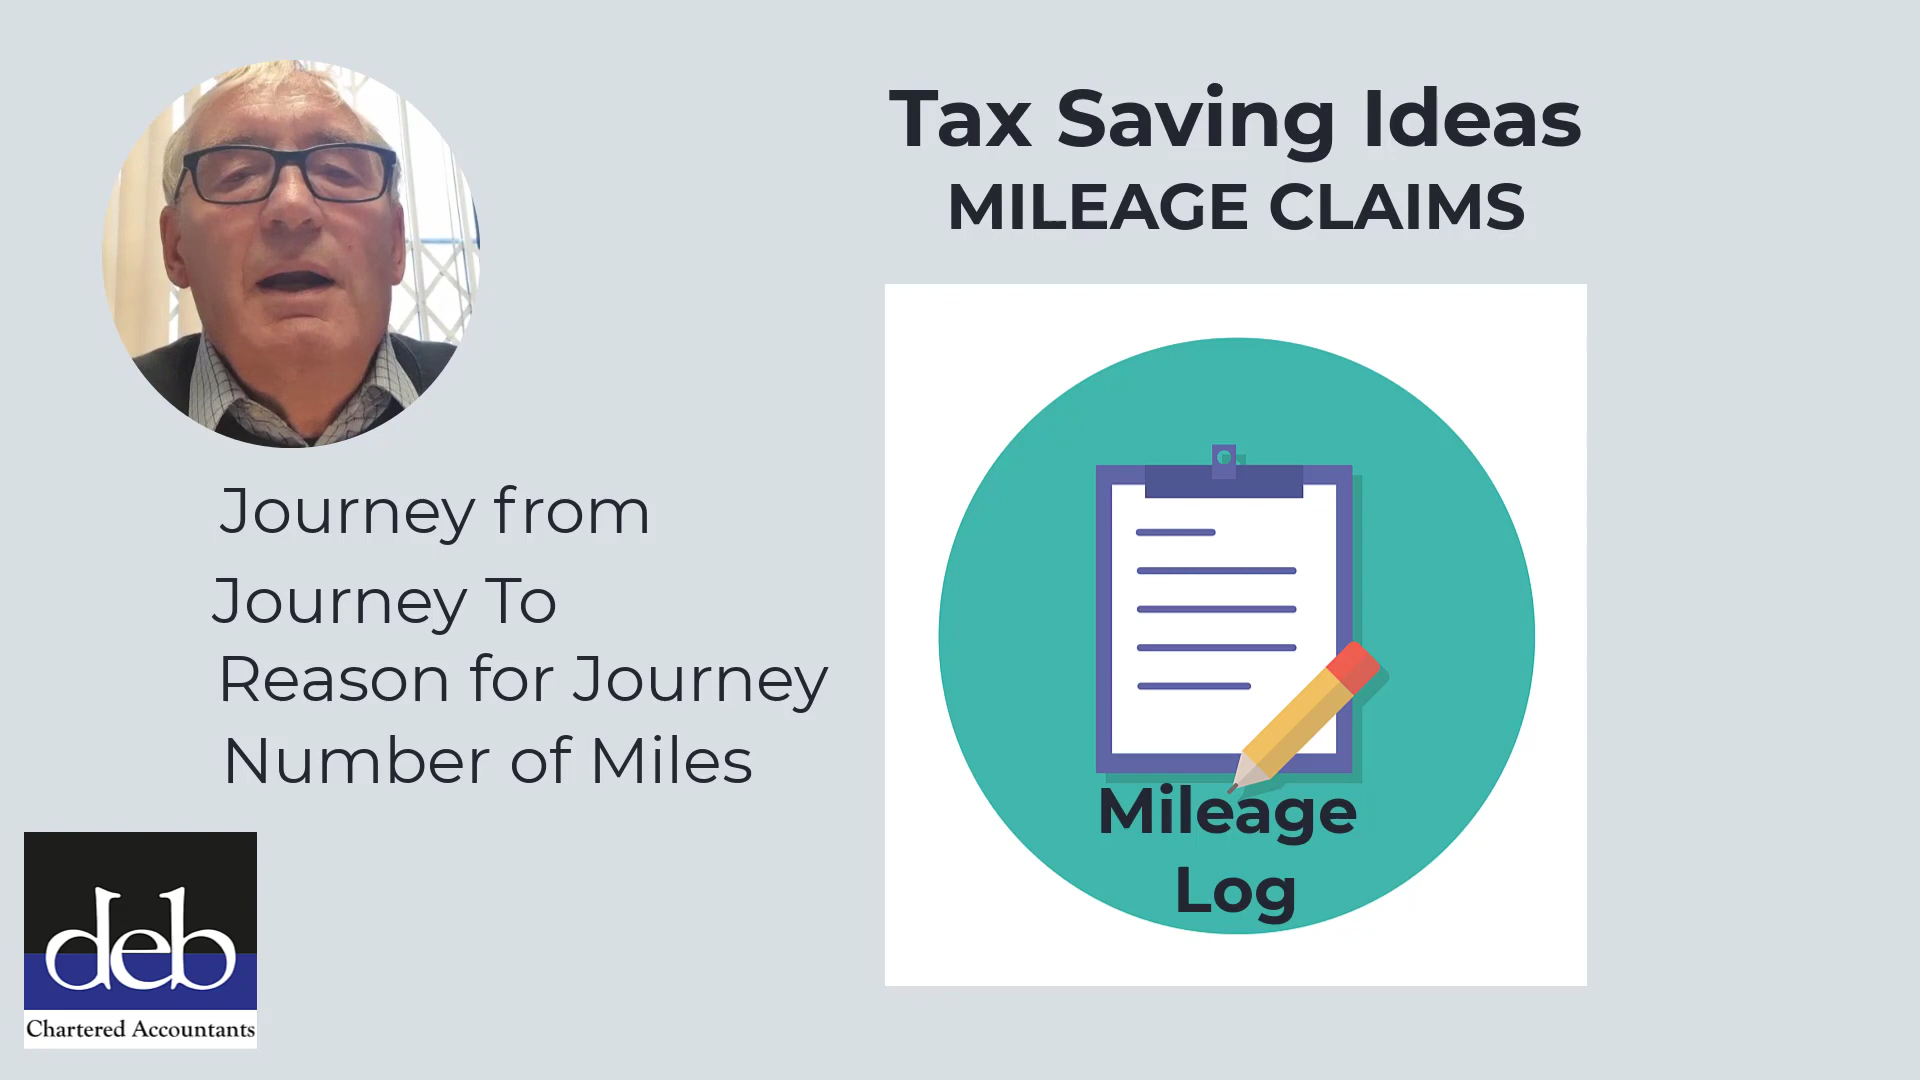 Tax Saving Ideas
MILEAGE CLAIMS
Journey from
Journey To
Reason for Journey
Number of Miles
Mileage
Log
deb
Chartered Accountants